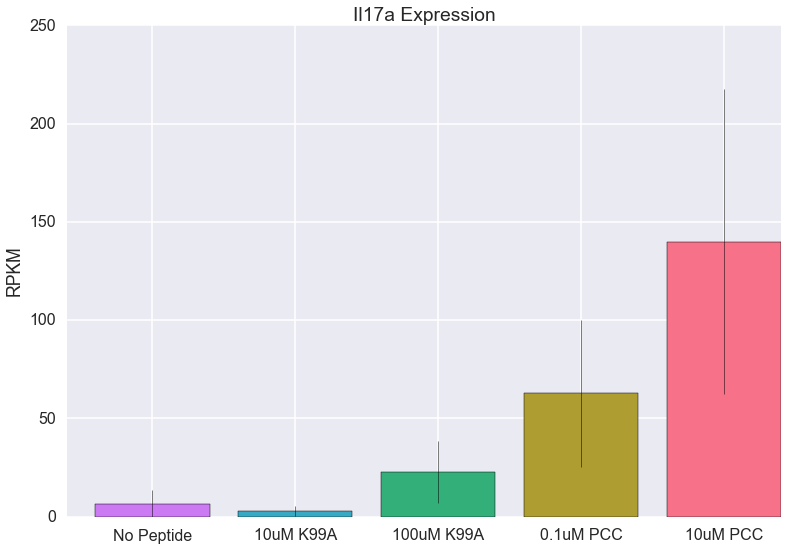 Il17a Expression
250
200
150
100
50
0
RPKM
No Peptide
10uM K99A
100uM K99A
0.1uM PCC
10uM PCC